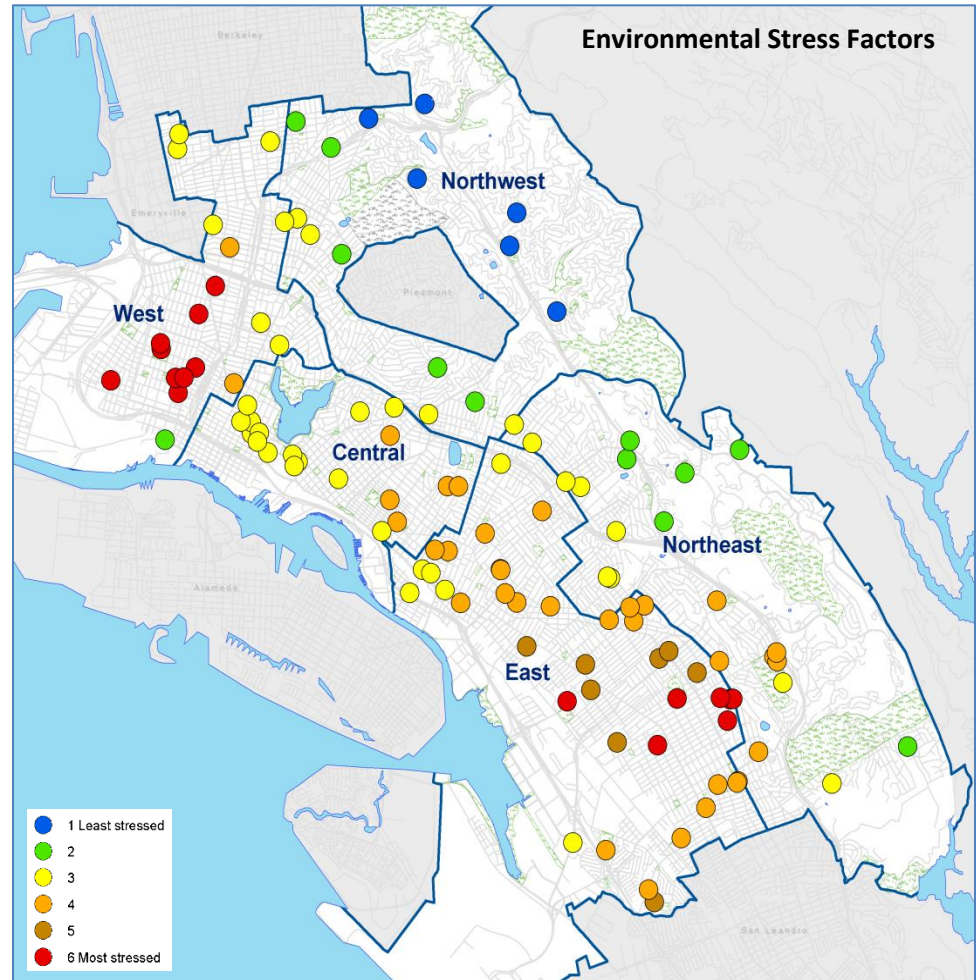 Environmental Stress Factors
Berkeley
Northwest
Emeryville
Piedmont
West
Central
Northeast
Alameda
East
San Leandro
1 Least stressed
2
3
4
5
6 Most stressed